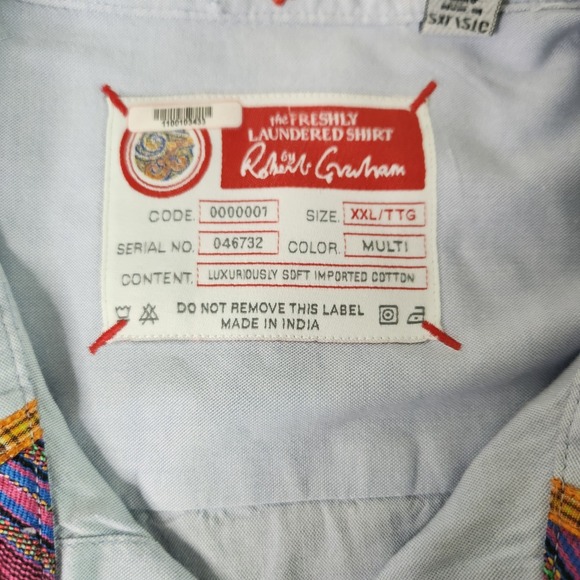 the FRESHLY
LAUNDERED SHIRT
by
Robert Graham
CODE. 0000001 SIZE. XXL/TTG
SERIAL NO. 046732 COLOR. MULTI
CONTENT. LUXURIOUSLY SOFT IMPORTED COTTON
DO NOT REMOVE THIS LABEL
MADE IN INDIA